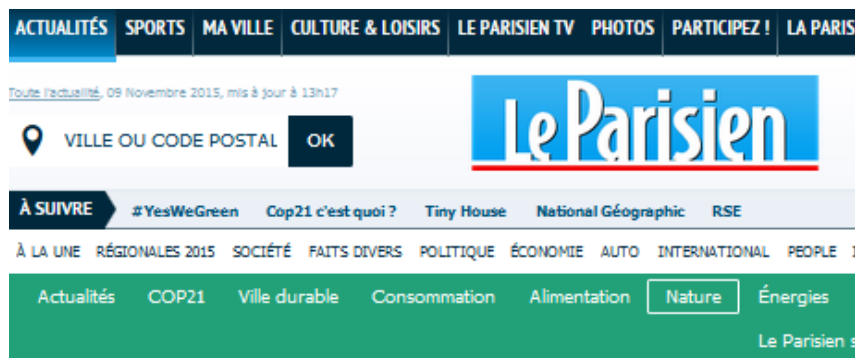 ACTUALITÉS SPORTS MA VILLE CULTURE & LOISIRS LE PARISIEN TV PHOTOS PARTICIPEZ ! LA PARIS
Toute l'actualité, 09 Novembre 2015, mis à jour à 13h17
Le Parisien
VILLE OU CODE POSTAL OK
À SUIVRE #YesWeGreen Cop21 c'est quoi ? Tiny House National Géographic RSE
À LA UNE RÉGIONALES 2015 SOCIÉTÉ FAITS DIVERS POLITIQUE ÉCONOMIE AUTO INTERNATIONAL PEOPLE
Actualités COP21 Ville durable Consommation Alimentation Nature Énergies
Le Parisien s